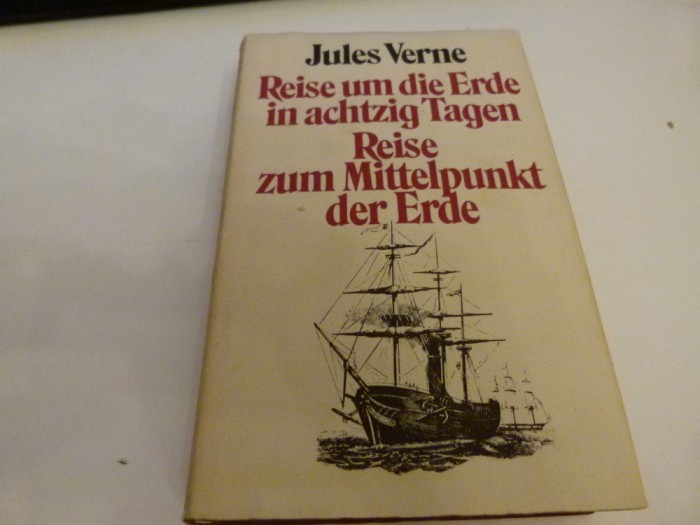 Jules Verne
Reise um die Erde
in achtzig Tagen
Reise
zum Mittelpunkt
der Erde